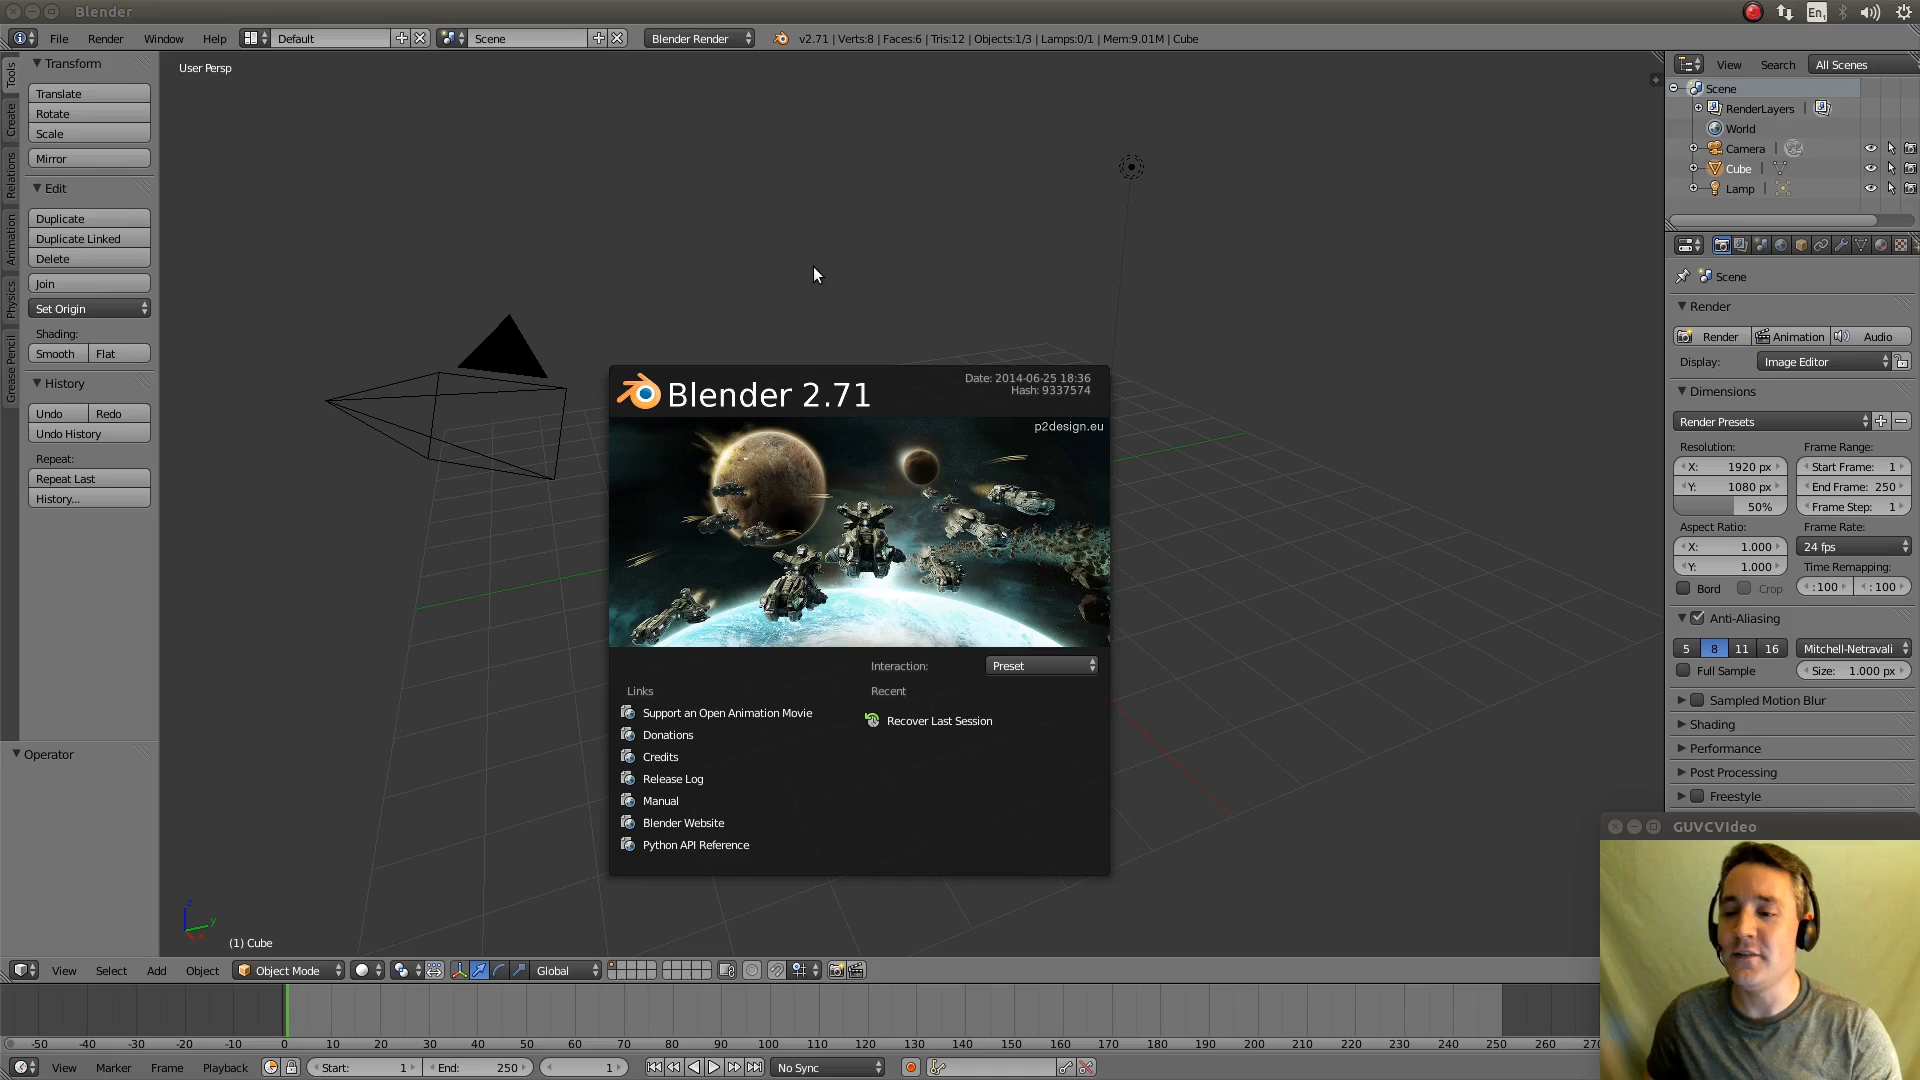 Blender
File Render Window Help Default Scene Blender Render v2.71 | Verts:8 | Faces:6 | Tris:12 | Objects:1/3 | Lamps:0/1 | Mem:9.01M | Cube
En1
Tools
Create
Relations
Animation
Physics
Grease Pencil
Transform
Translate
Rotate
Scale
Mirror
Edit
Duplicate
Duplicate Linked
Delete
Join
Set Origin
Shading:
Smooth Flat
History
Undo Redo
Undo History
Repeat:
Repeat Last
History...
Operator
User Persp
Blender 2.71
Date: 2014-06-25 18:36
Hash: 9337574
p2design.eu
Interaction: Preset
Links
Support an Open Animation Movie
Donations
Credits
Release Log
Manual
Blender Website
Python API Reference
Recent
Recover Last Session
z
y
(1) Cube
View Search All Scenes
Scene
RenderLayers |
World
Camera |
Cube |
Lamp |
Scene
Render
Render Animation Audio
Display: Image Editor
Dimensions
Render Presets
Resolution: Frame Range:
X: 1920 px Start Frame: 1
Y: 1080 px End Frame: 250
50% Frame Step: 1
Aspect Ratio: Frame Rate:
X: 1.000 24 fps
Y: 1.000 Time Remapping:
Bord Crop :100 :100
Anti-Aliasing
5 8 11 16 Mitchell-Netravali
Full Sample Size: 1.000 px
Sampled Motion Blur
Shading
Performance
Post Processing
Freestyle
GUVCVIdeo
View Select Add Object Object Mode Global
-50 -40 -30 -20 -10 0 10 20 30 40 50 60 70 80 90 100 110 120 130 140 150 160 170 180 190 200 210 220 230 240 250 260 270
View Marker Frame Playback Start: 1 End: 250 1 No Sync